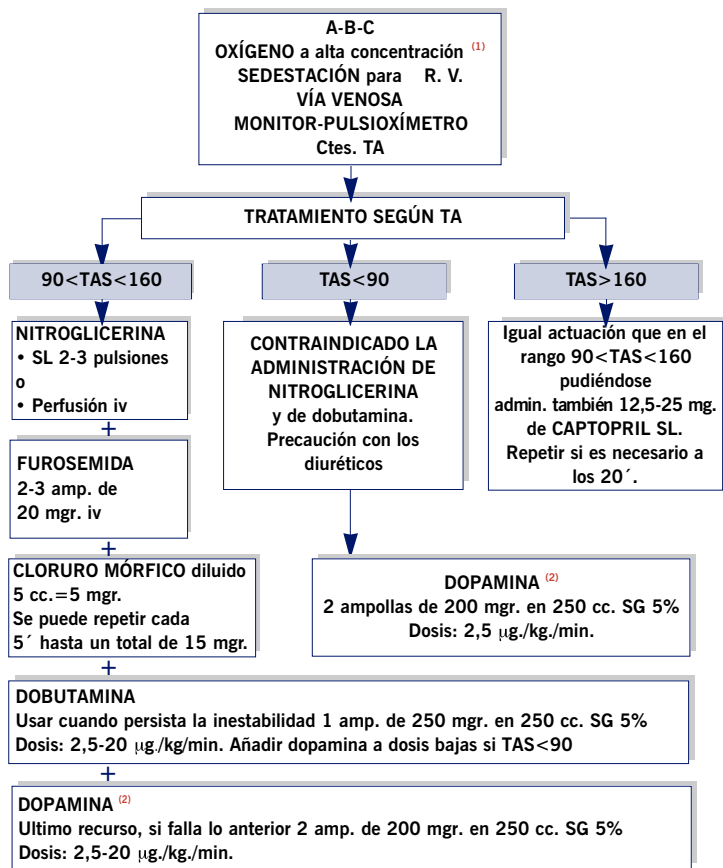 A-B-C
OXÍGENO a alta concentración (1)
SEDESTACIÓN para R. V.
VÍA VENOSA
MONITOR-PULSIOXÍMETRO
Ctes. TA
TRATAMIENTO SEGÚN TA
90<TAS<160
TAS<90
TAS>160
NITROGLICERINA
• SL 2-3 pulsiones
o
• Perfusión iv
+
FUROSEMIDA
2-3 amp. de
20 mgr. iv
+
CLORURO MÓRFICO diluido
5 cc.=5 mgr.
Se puede repetir cada
5´ hasta un total de 15 mgr.
+
CONTRAINDICADO LA
ADMINISTRACIÓN DE
NITROGLICERINA
y de dobutamina.
Precaución con los
diuréticos
DOPAMINA (2)
2 ampollas de 200 mgr. en 250 cc. SG 5%
Dosis: 2,5 µg./kg./min.
Igual actuación que en el
rango 90<TAS<160
pudiéndose
admin. también 12,5-25 mg.
de CAPTOPRIL SL.
Repetir si es necesario a
los 20´.
DOBUTAMINA
Usar cuando persista la inestabilidad 1 amp. de 250 mgr. en 250 cc. SG 5%
Dosis: 2,5-20 µg./kg/min. Añadir dopamina a dosis bajas si TAS<90
+
DOPAMINA (2)
Ultimo recurso, si falla lo anterior 2 amp. de 200 mgr. en 250 cc. SG 5%
Dosis: 2,5-20 µg./kg./min.